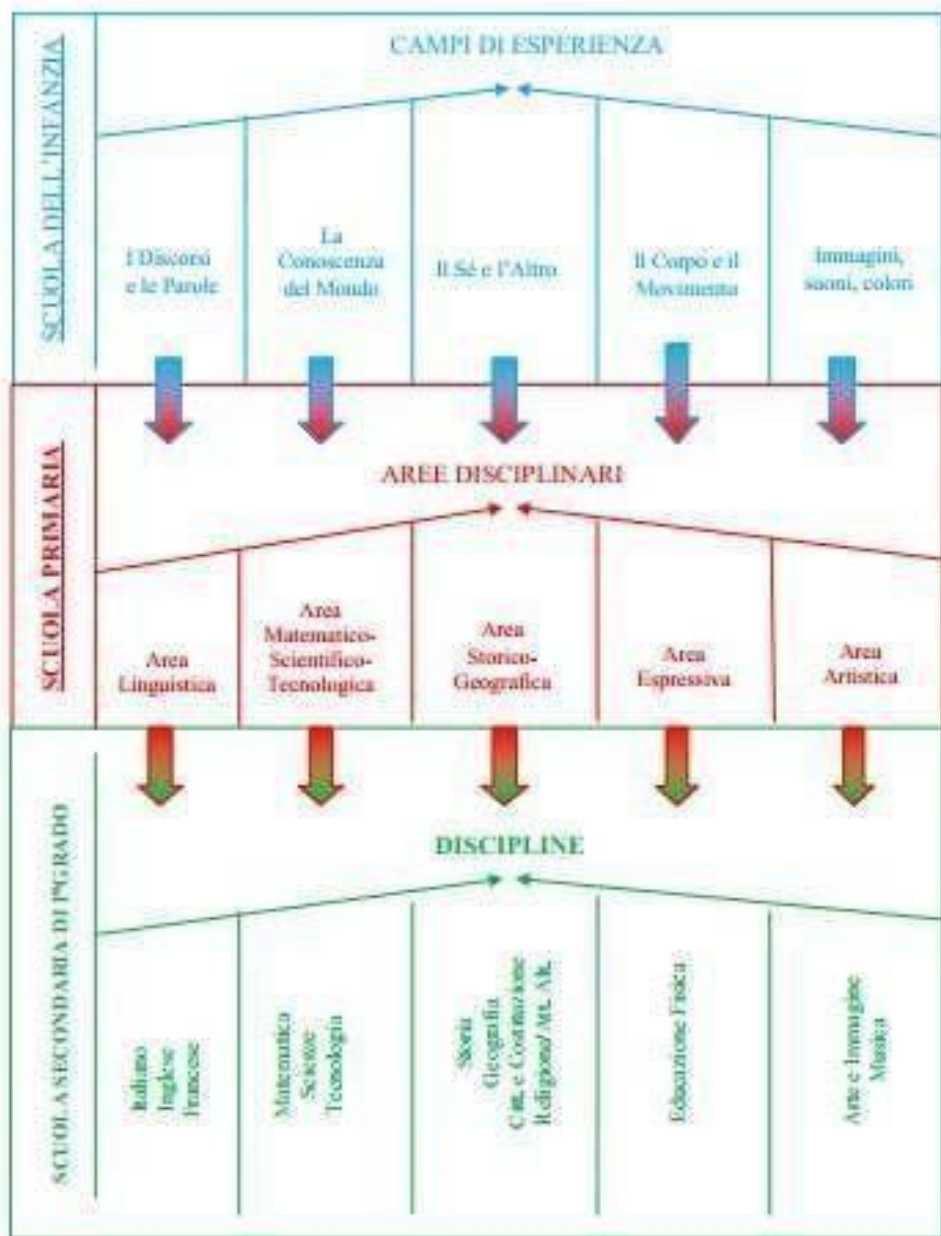 SCUOLA DELL'INFANZIA
CAMPI DI ESPERIENZA
I Discorsi
e le Parole
La
Conoscenza
del Mondo
Il Sé e l'Altro
Il Corpo e il
Movimento
Immagini,
suoni, colori
SCUOLA PRIMARIA
AREE DISCIPLINARI
Area
Linguistica
Area
Matematico-
Scientifico-
Tecnologica
Area
Storico-
Geografica
Area
Espressiva
Area
Artistica
SCUOLA SECONDARIA DI I°GRADO
DISCIPLINE
Italiano
Inglese
Francese
Matematica
Scienze
Tecnologia
Storia
Geografia
Citt. e Costituzione
Religione/ Att. Alt.
Educazione Fisica
Arte e Immagine
Musica